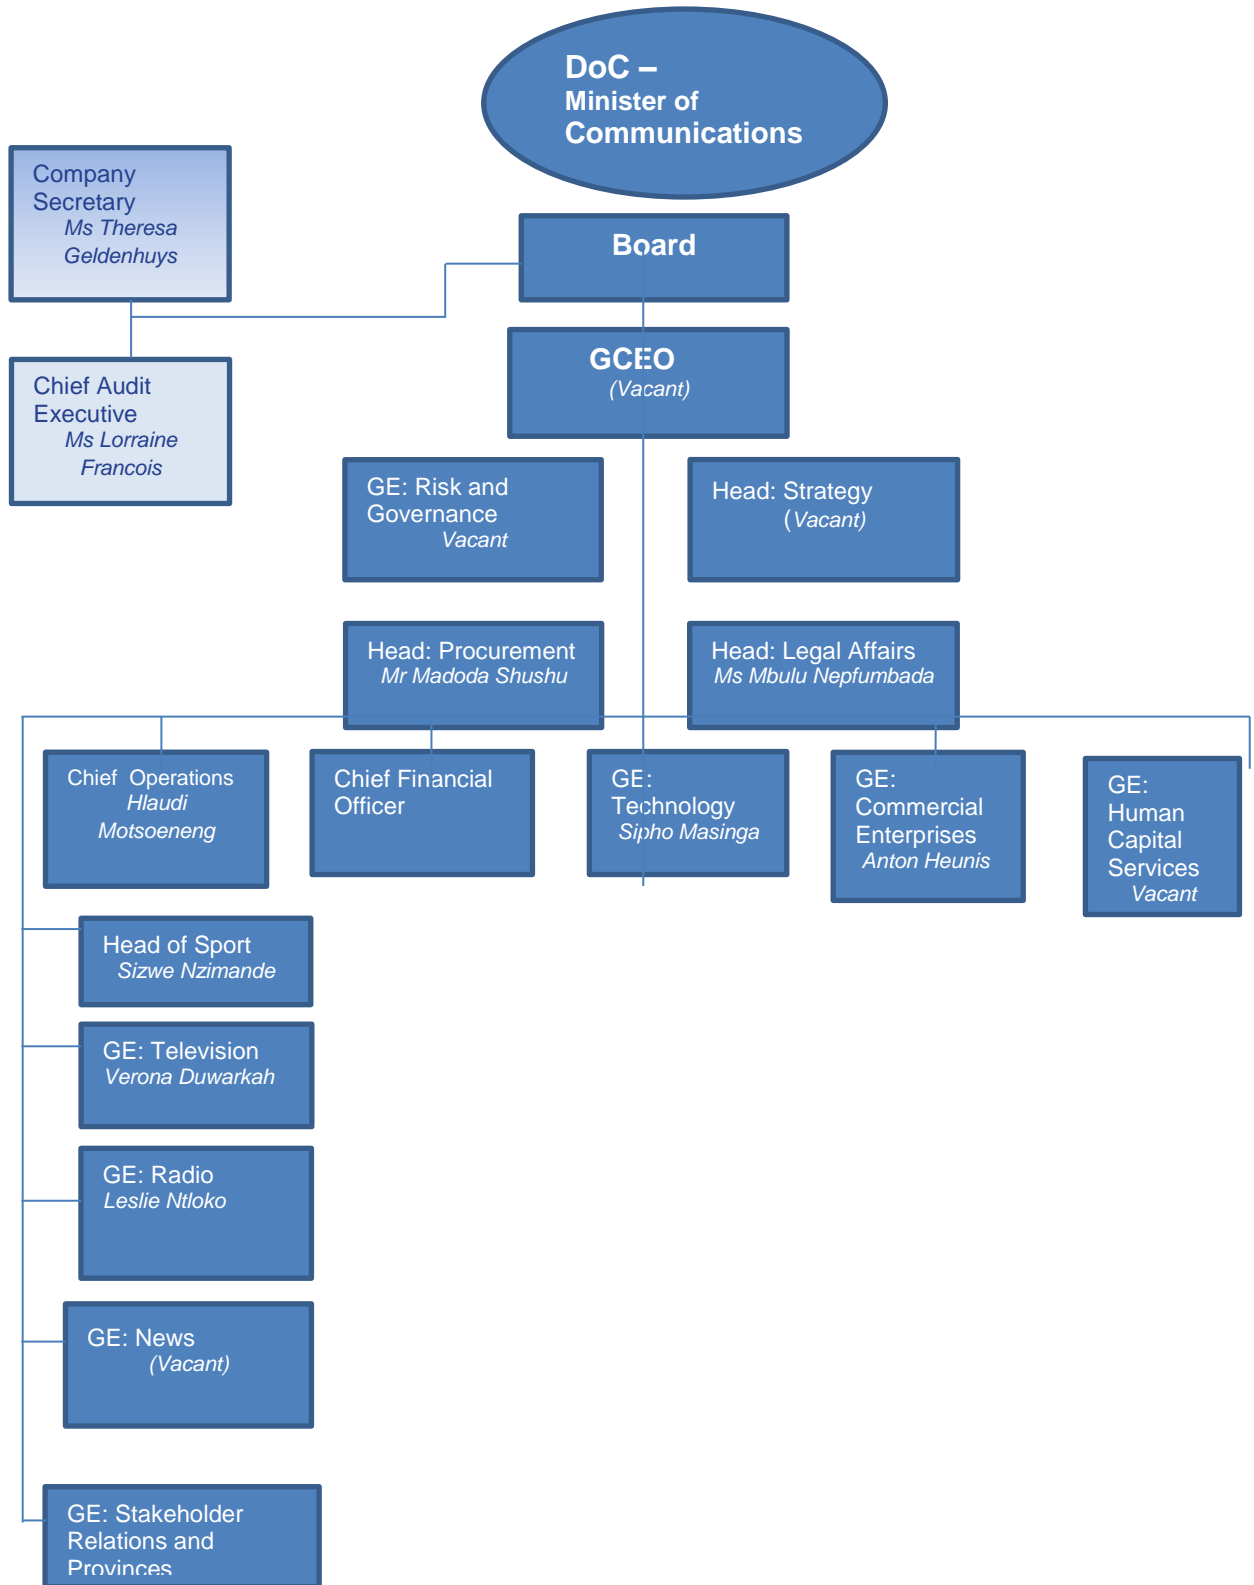 DoC –
Minister of
Communications
Company
Secretary
Ms Theresa
Geldenhuys
Board
GCEO
(Vacant)
Chief Audit
Executive
Ms Lorraine
Francois
GE: Risk and
Governance
Vacant
Head: Strategy
(Vacant)
Head: Procurement
Mr Madoda Shushu
Head: Legal Affairs
Ms Mbulu Nepfumbada
Chief Operations
Hlaudi
Motsoeneng
Chief Financial
Officer
GE:
Technology
Sipho Masinga
GE:
Commercial
Enterprises
Anton Heunis
GE:
Human
Capital
Services
Vacant
Head of Sport
Sizwe Nzimande
GE: Television
Verona Duwarkah
GE: Radio
Leslie Ntloko
GE: News
(Vacant)
GE: Stakeholder
Relations and
Provinces